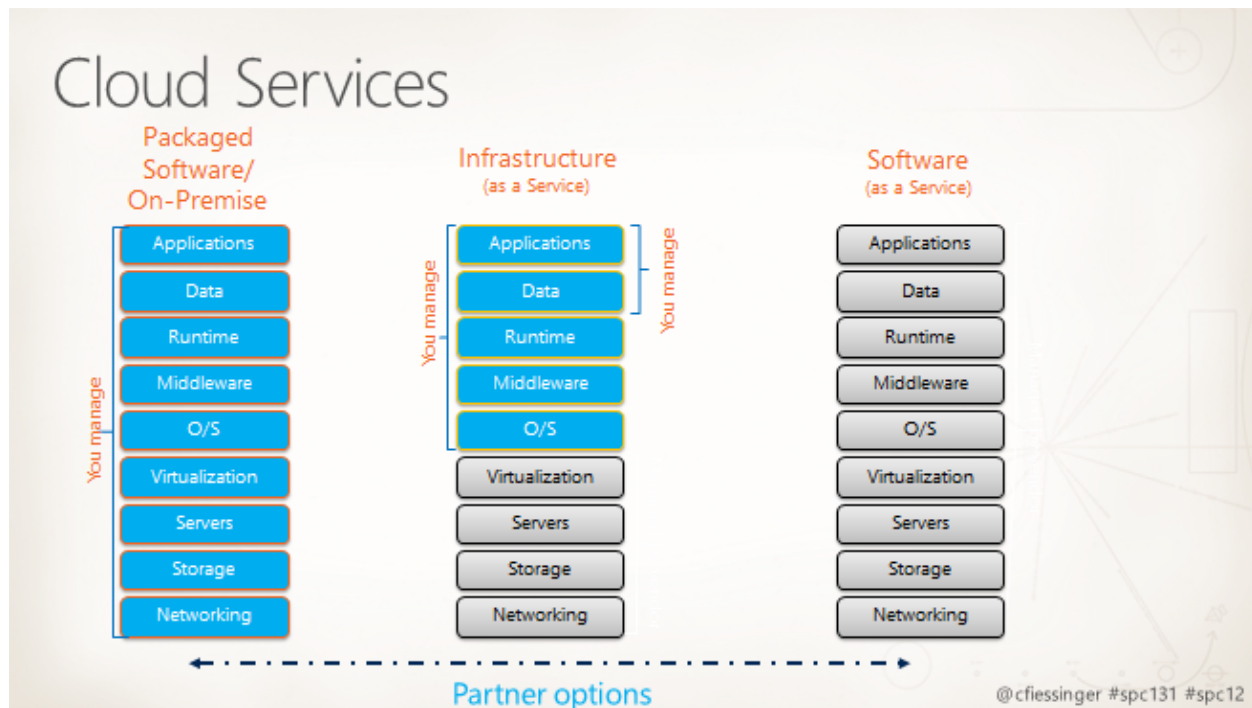 Cloud Services
Packaged
Software/
On-Premise
You manage
Applications
Data
Runtime
Middleware
O/S
Virtualization
Servers
Storage
Networking
Infrastructure
(as a Service)
You manage
Applications
Data
Runtime
Middleware
O/S
Virtualization
Servers
Storage
Networking
You manage
Software
(as a Service)
Applications
Data
Runtime
Middleware
O/S
Virtualization
Servers
Storage
Networking
Partner options
@cfiessinger #spc131 #spc12